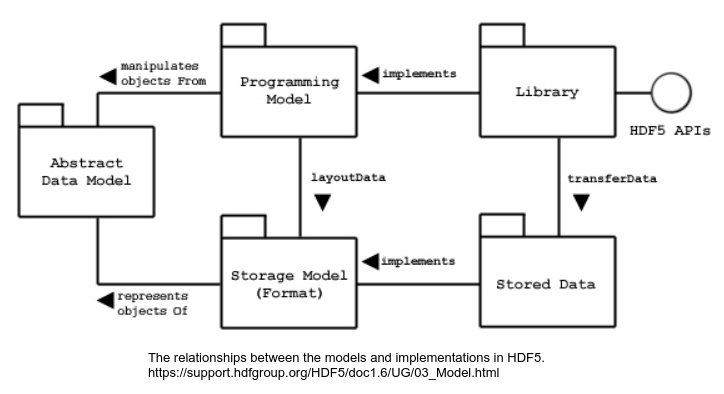 manipulates
objects From
Programming
Model
implements
Library
HDF5 APIs
Abstract
Data Model
layoutData
transferData
Storage Model
(Format)
implements
Stored Data
represents
objects Of
The relationships between the models and implementations in HDF5.
https://support.hdfgroup.org/HDF5/doc1.6/UG/03_Model.html